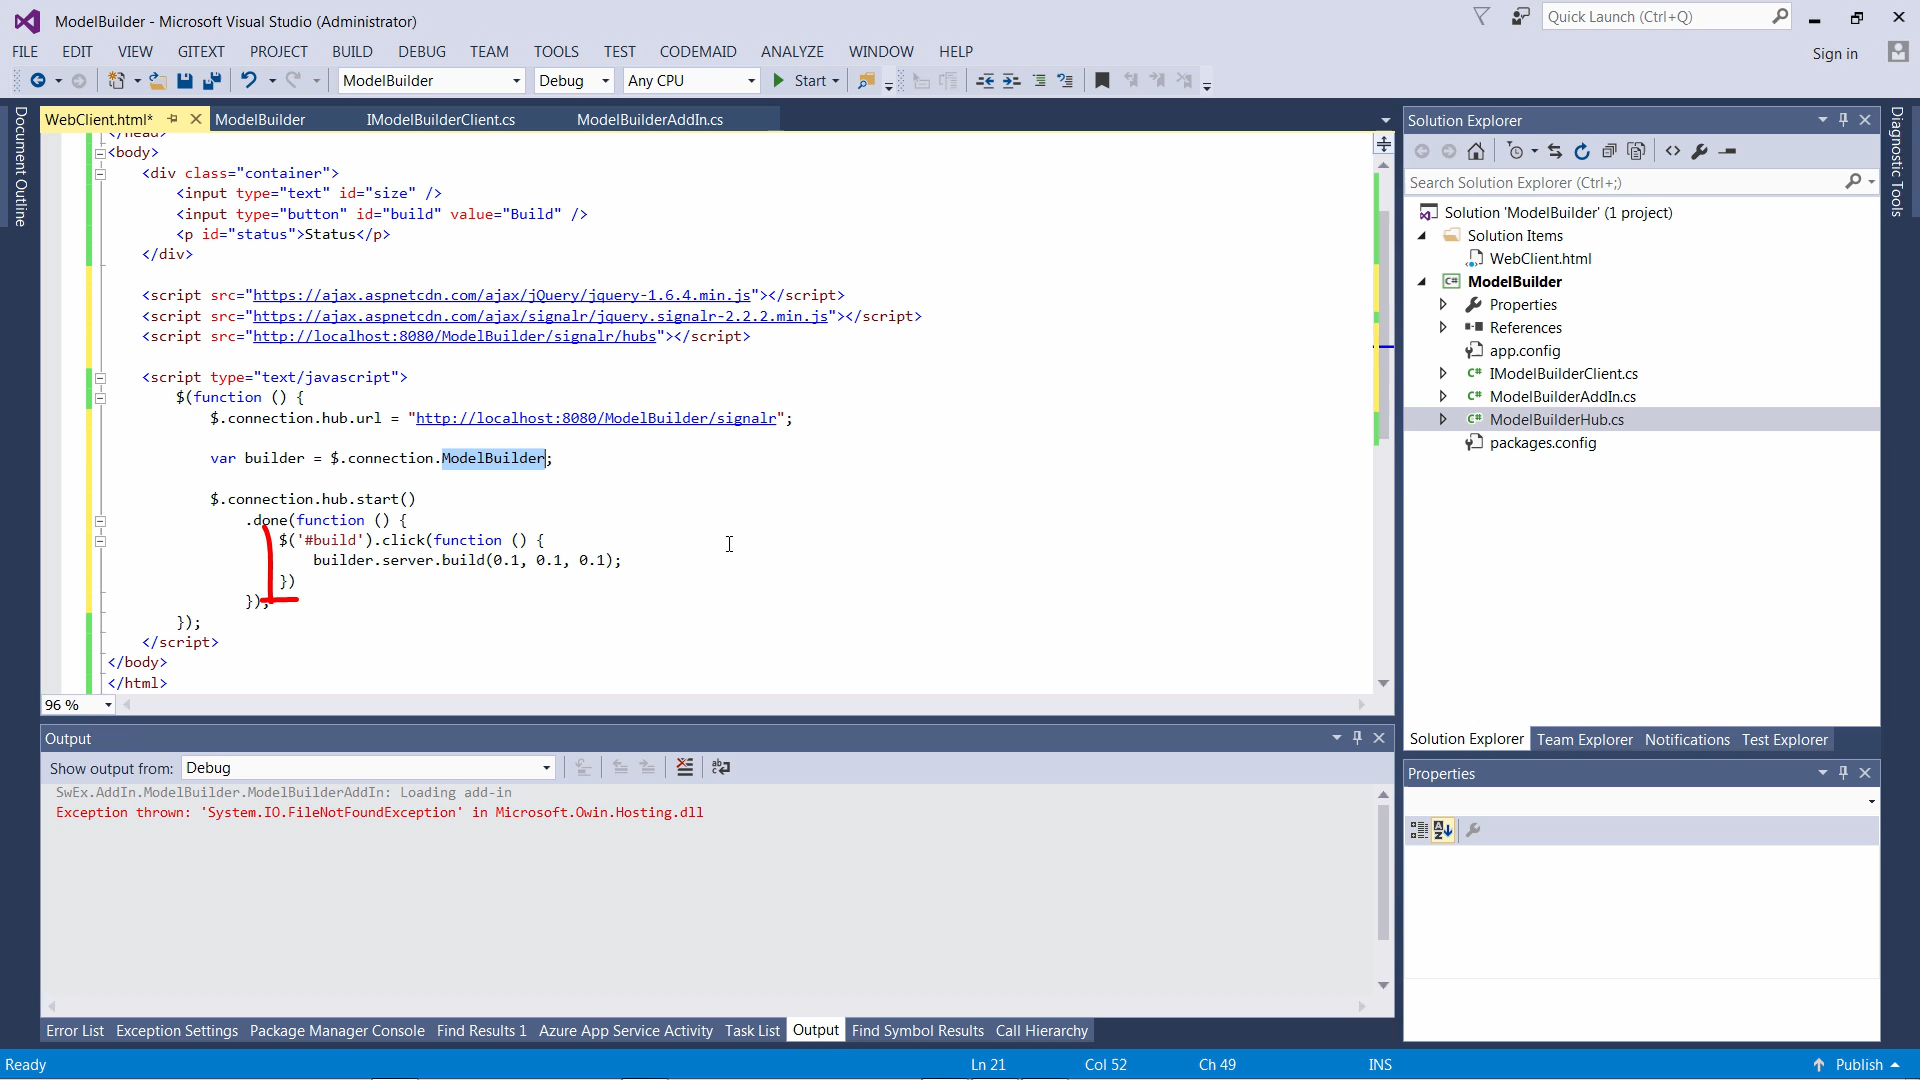 ModelBuilder - Microsoft Visual Studio (Administrator)
Quick Launch (Ctrl+Q)
FILE EDIT VIEW GITEXT PROJECT BUILD DEBUG TEAM TOOLS TEST CODEMAID ANALYZE WINDOW HELP
Sign in
ModelBuilder Debug Any CPU Start
Document Outline
WebClient.html* ModelBuilder IModelBuilderClient.cs ModelBuilderAddIn.cs
</head>
<body>
<div class="container">
<input type="text" id="size" />
<input type="button" id="build" value="Build" />
<p id="status">Status</p>
</div>
<script src="https://ajax.aspnetcdn.com/ajax/jQuery/jquery-1.6.4.min.js"></script>
<script src="https://ajax.aspnetcdn.com/ajax/signalr/jquery.signalr-2.2.2.min.js"></script>
<script src="http://localhost:8080/ModelBuilder/signalr/hubs"></script>
<script type="text/javascript">
$(function () {
$.connection.hub.url = "http://localhost:8080/ModelBuilder/signalr";
var builder = $.connection.ModelBuilder;
$.connection.hub.start()
.done(function () {
$('#build').click(function () {
builder.server.build(0.1, 0.1, 0.1);
})
});
});
</script>
</body>
</html>
96 %
Output
Show output from: Debug
SwEx.AddIn.ModelBuilder.ModelBuilderAddIn: Loading add-in
Exception thrown: 'System.IO.FileNotFoundException' in Microsoft.Owin.Hosting.dll
Error List Exception Settings Package Manager Console Find Results 1 Azure App Service Activity Task List Output Find Symbol Results Call Hierarchy
Solution Explorer
Search Solution Explorer (Ctrl+;)
Solution 'ModelBuilder' (1 project)
Solution Items
WebClient.html
C# ModelBuilder
Properties
References
app.config
C# IModelBuilderClient.cs
C# ModelBuilderAddIn.cs
C# ModelBuilderHub.cs
packages.config
Solution Explorer Team Explorer Notifications Test Explorer
Properties
Diagnostic Tools
Ready Ln 21 Col 52 Ch 49 INS Publish